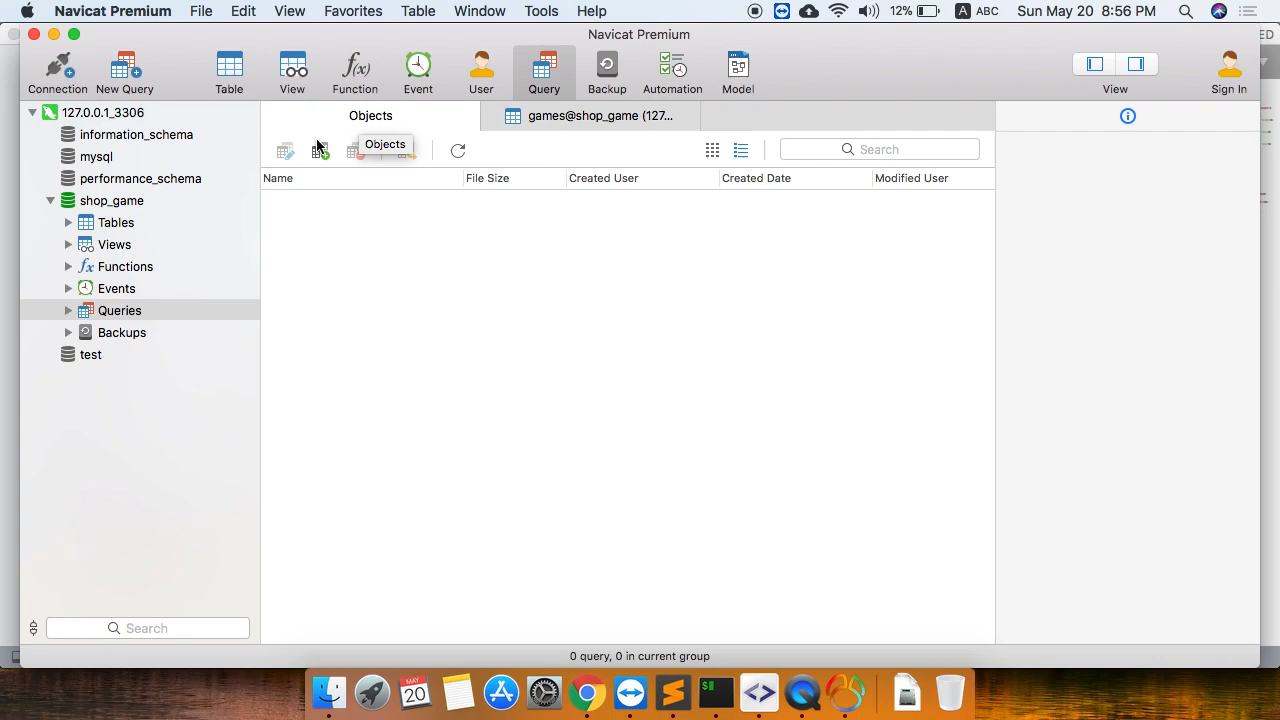 Navicat Premium File Edit View Favorites Table Window Tools Help 12% A ABC Sun May 20 8:56 PM
Navicat Premium
Connection New Query Table View Function Event User Query Backup Automation Model View Sign In
f(x)
127.0.0.1_3306
information_schema
mysql
performance_schema
shop_game
Tables
Views
fx Functions
Events
Queries
Backups
test
Search
Objects games@shop_game (127...
Objects
Search
Name File Size Created User Created Date Modified User
0 query, 0 in current group
ED
MAY
20
$